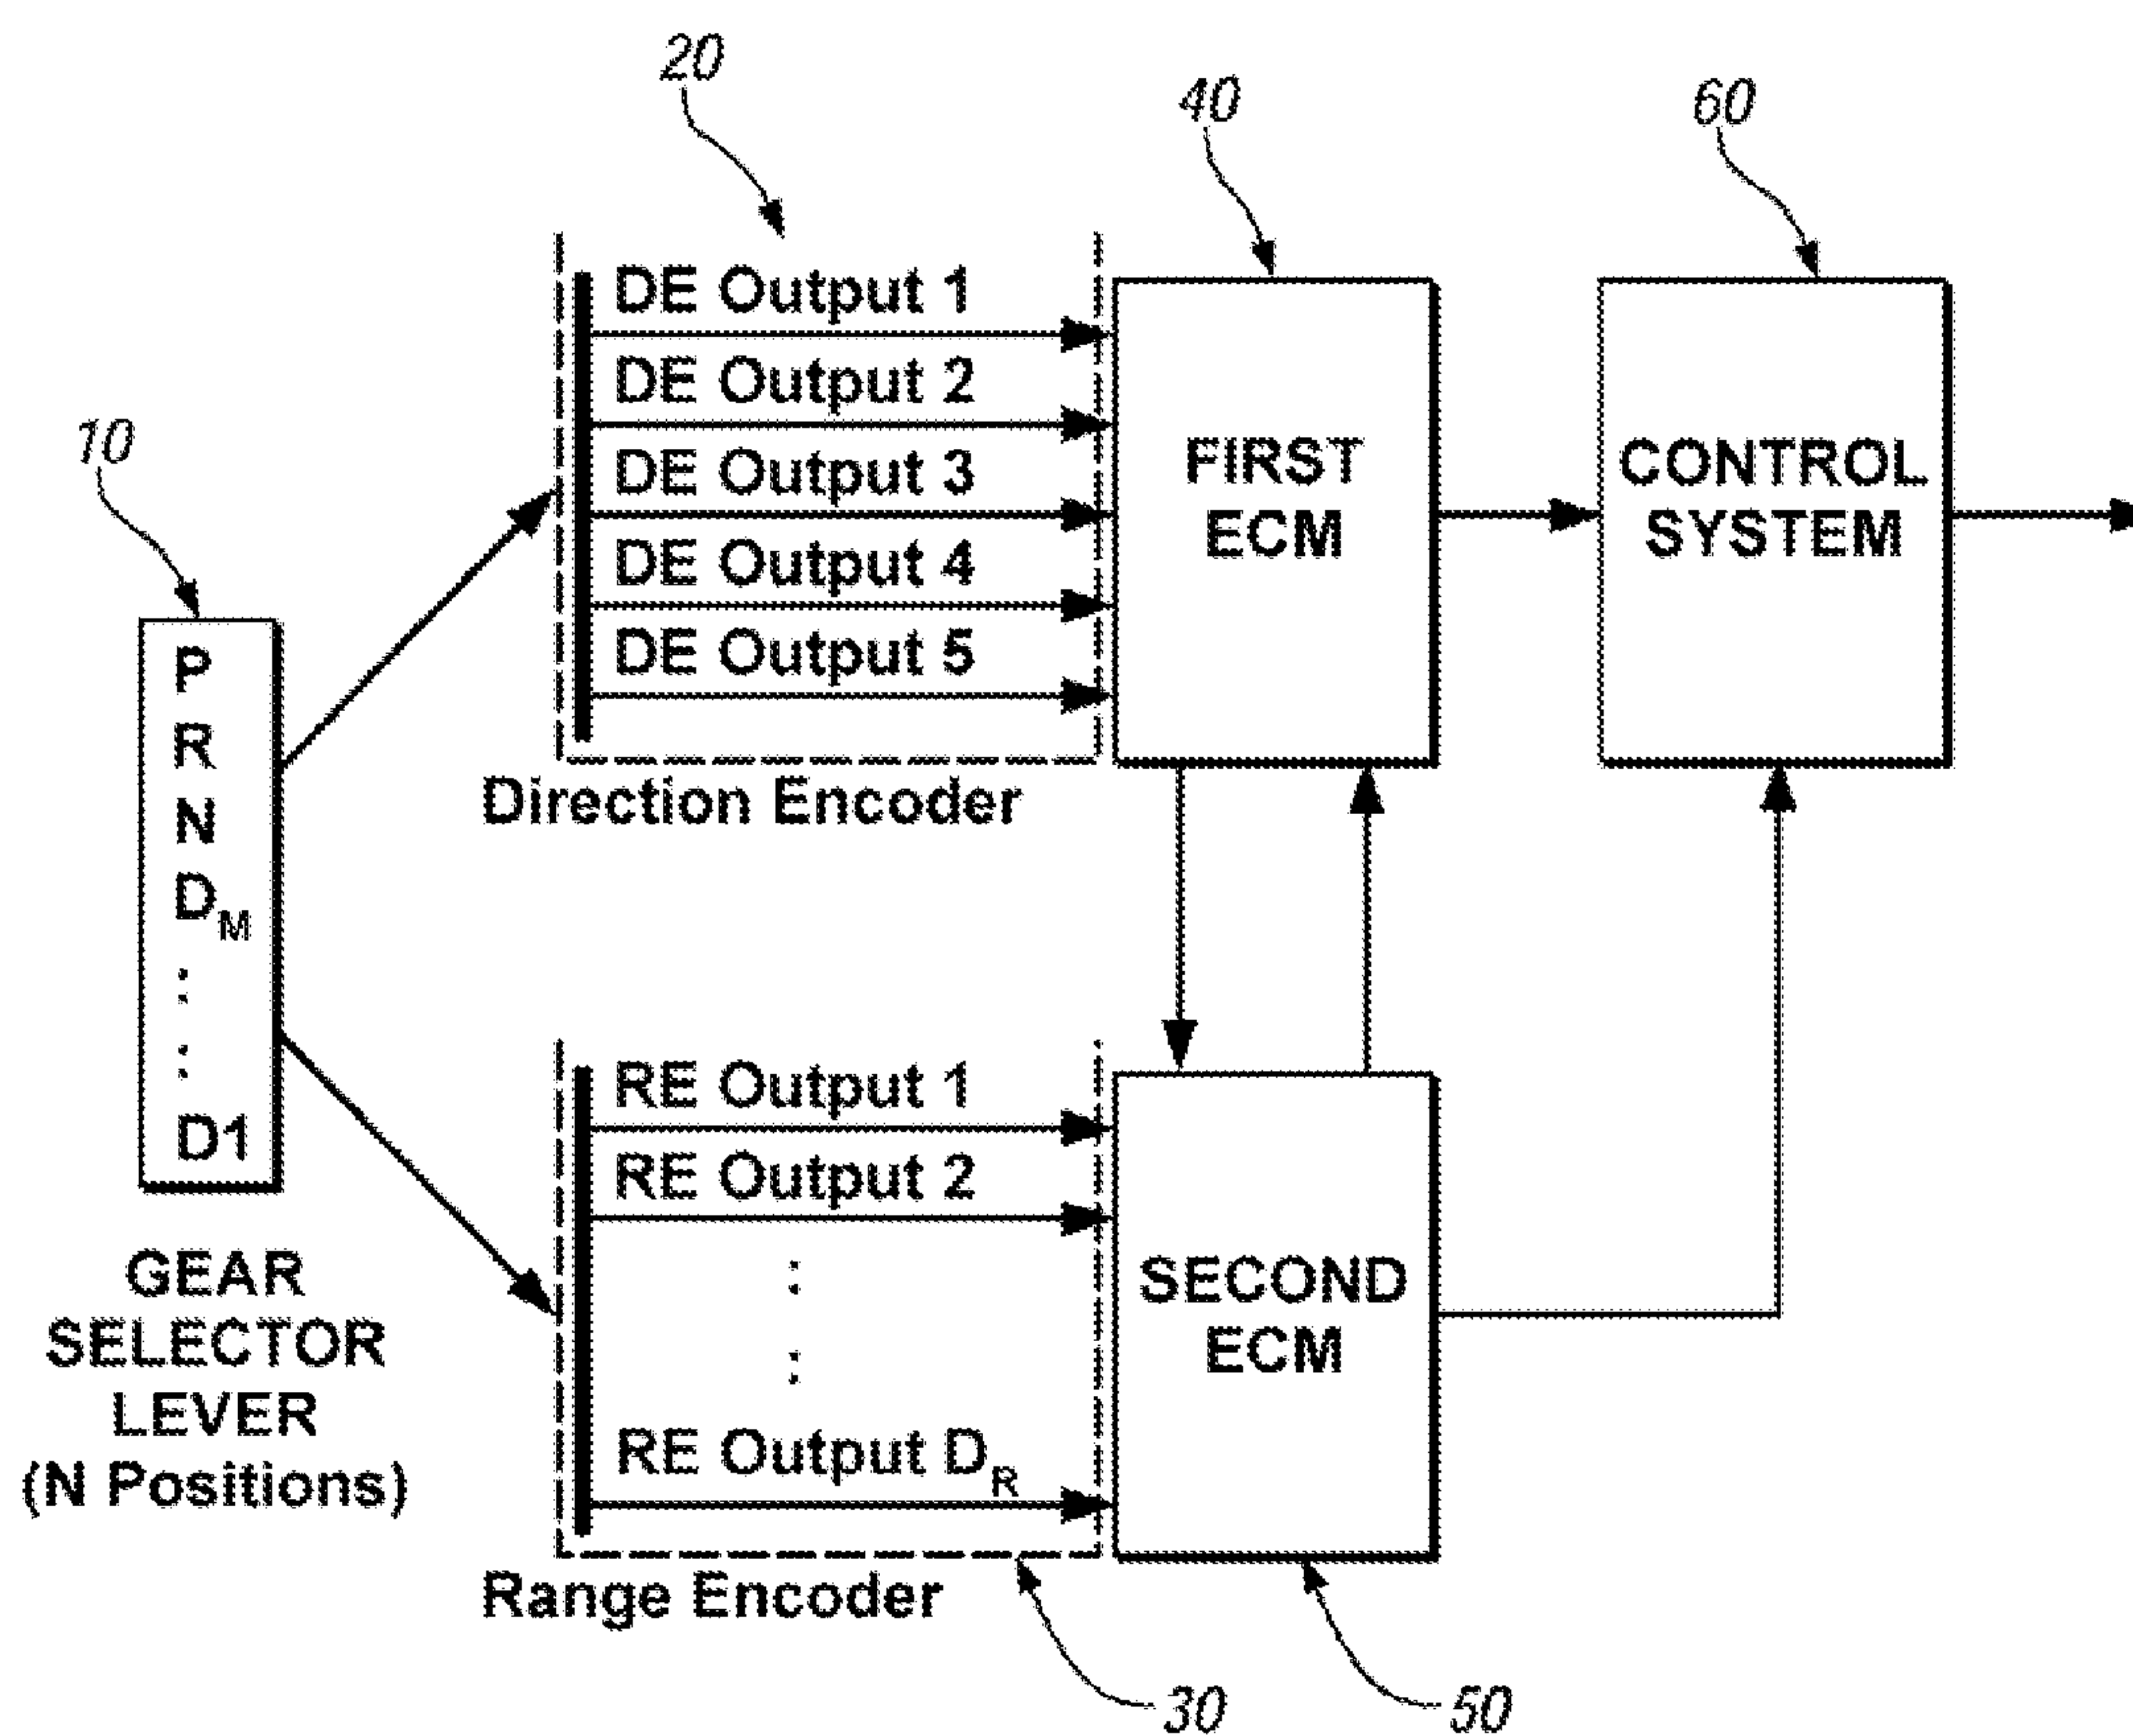 20
40
60
10
DE Output 1
DE Output 2
DE Output 3
DE Output 4
DE Output 5
Direction Encoder
FIRST
ECM
CONTROL
SYSTEM
P
R
N
D_M
:
:
D1
GEAR
SELECTOR
LEVER
(N Positions)
RE Output 1
RE Output 2
:
:
RE Output D_R
Range Encoder
SECOND
ECM
30
50